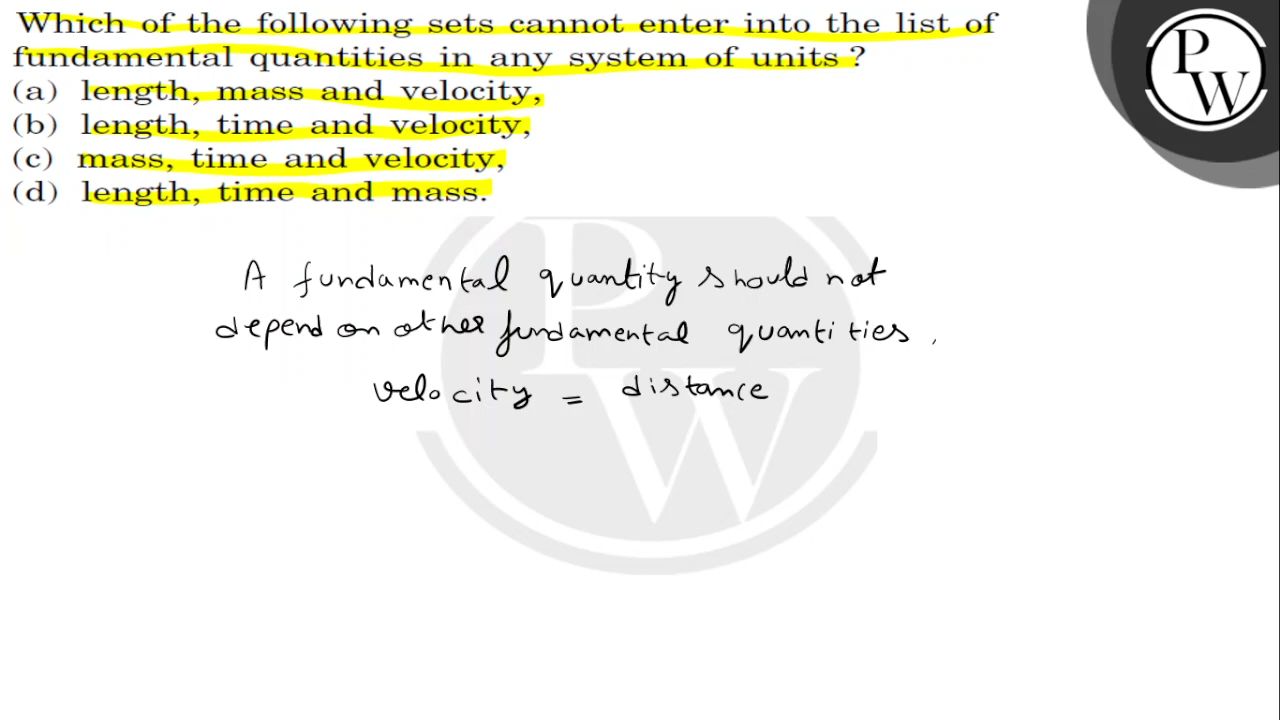 Which of the following sets cannot enter into the list of
fundamental quantities in any system of units ?
(a) length, mass and velocity,
(b) length, time and velocity,
(c) mass, time and velocity,
(d) length, time and mass.
P
W
P
W
A fundamental quantity should not
depend on other fundamental quantities.
velocity = distance